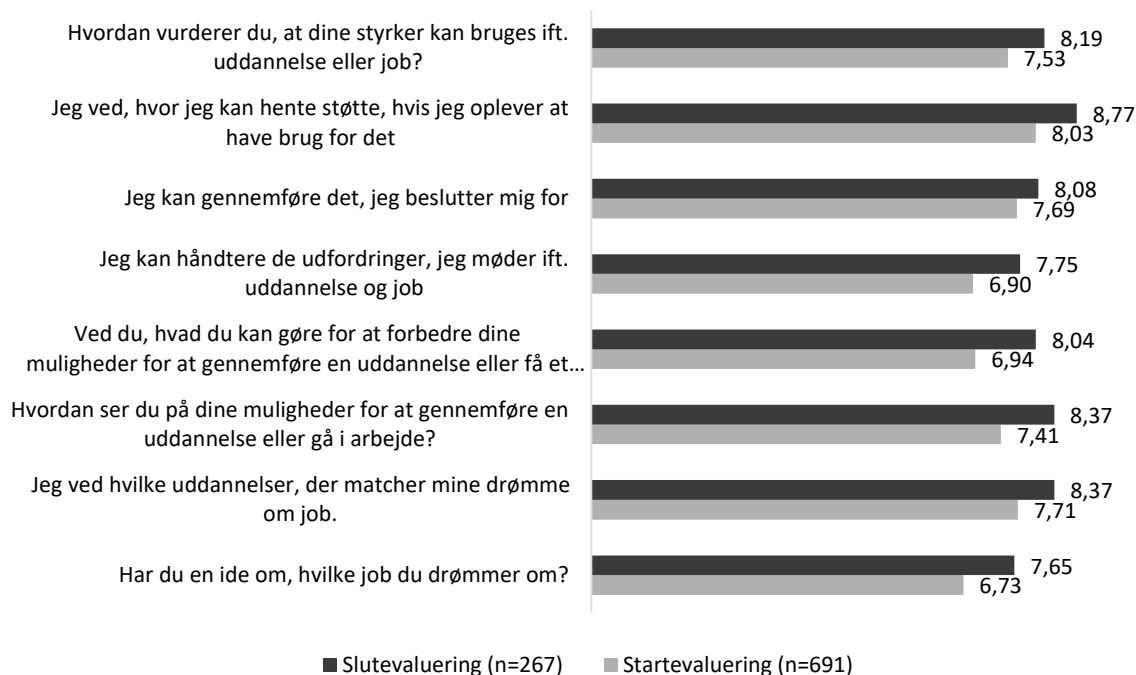 Hvordan vurderer du, at dine styrker kan bruges ift.
uddannelse eller job?
8,19
7,53
Jeg ved, hvor jeg kan hente støtte, hvis jeg oplever at
have brug for det
8,77
8,03
Jeg kan gennemføre det, jeg beslutter mig for
8,08
7,69
Jeg kan håndtere de udfordringer, jeg møder ift.
uddannelse og job
7,75
6,90
Ved du, hvad du kan gøre for at forbedre dine
muligheder for at gennemføre en uddannelse eller få et…
8,04
6,94
Hvordan ser du på dine muligheder for at gennemføre en
uddannelse eller gå i arbejde?
8,37
7,41
Jeg ved hvilke uddannelser, der matcher mine drømme
om job.
8,37
7,71
Har du en ide om, hvilke job du drømmer om?
7,65
6,73
Slutevaluering (n=267) Startevaluering (n=691)